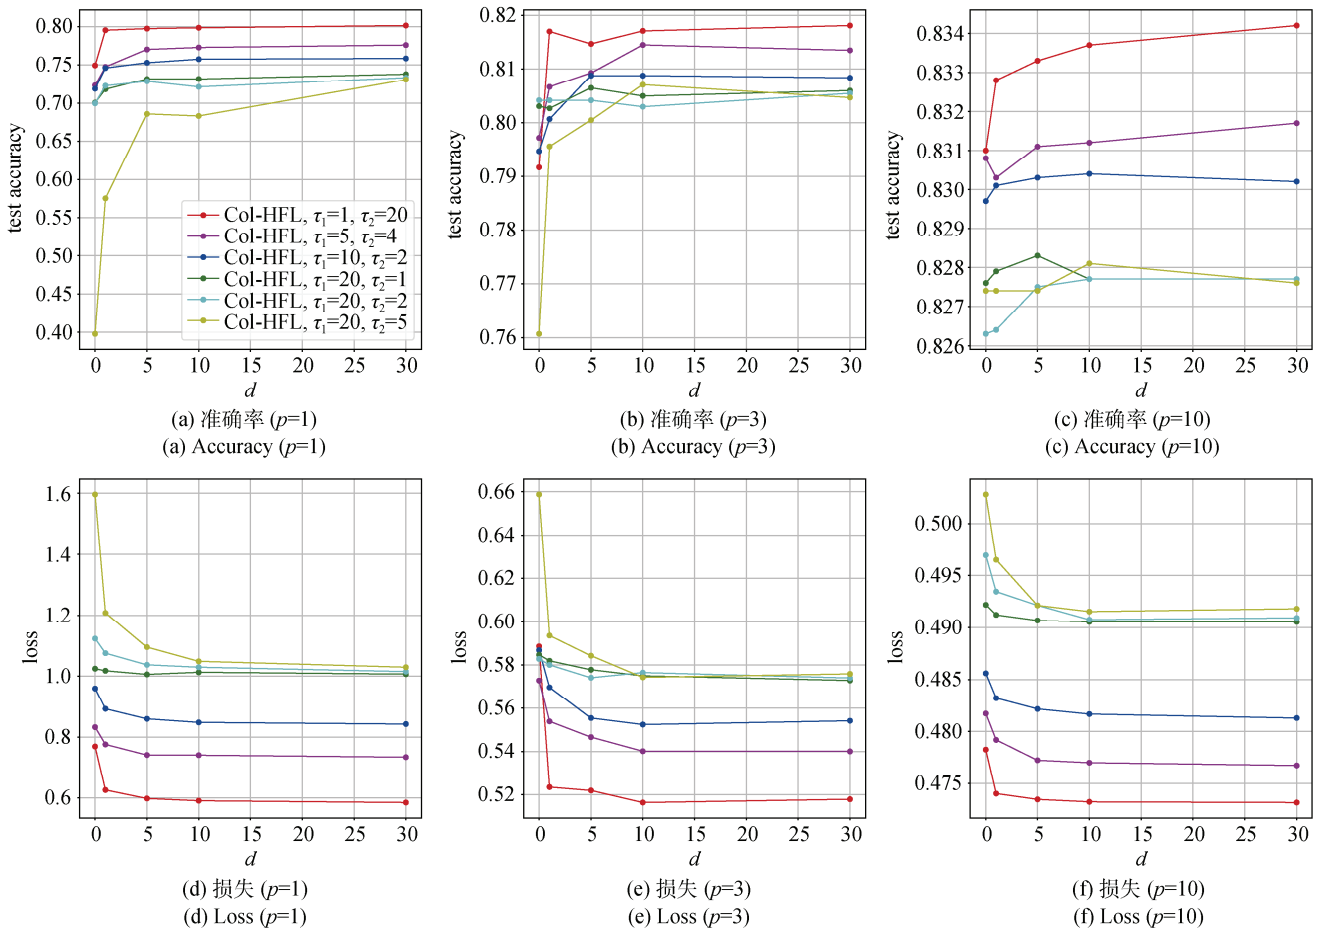 0.80
0.75
0.70
0.65
0.60
0.55
0.50
0.45
0.40
test accuracy
Col-HFL, τ₁=1, τ₂=20
Col-HFL, τ₁=5, τ₂=4
Col-HFL, τ₁=10, τ₂=2
Col-HFL, τ₁=20, τ₂=1
Col-HFL, τ₁=20, τ₂=2
Col-HFL, τ₁=20, τ₂=5
0 5 10 15 20 25 30
d
(a) 准确率 (p=1)
(a) Accuracy (p=1)
0.82
0.81
0.80
0.79
0.78
0.77
0.76
test accuracy
0 5 10 15 20 25 30
d
(b) 准确率 (p=3)
(b) Accuracy (p=3)
0.834
0.833
0.832
0.831
0.830
0.829
0.828
0.827
0.826
test accuracy
0 5 10 15 20 25 30
d
(c) 准确率 (p=10)
(c) Accuracy (p=10)
1.6
1.4
1.2
1.0
0.8
0.6
loss
0 5 10 15 20 25 30
d
(d) 损失 (p=1)
(d) Loss (p=1)
0.66
0.64
0.62
0.60
0.58
0.56
0.54
0.52
loss
0 5 10 15 20 25 30
d
(e) 损失 (p=3)
(e) Loss (p=3)
0.500
0.495
0.490
0.485
0.480
0.475
loss
0 5 10 15 20 25 30
d
(f) 损失 (p=10)
(f) Loss (p=10)